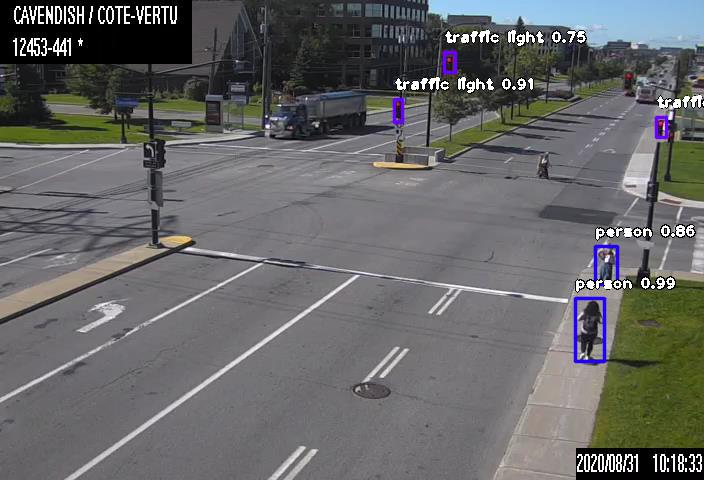 CAVENDISH / COTE-VERTU
12453-441 *
traffic light 0.75
traffic light 0.91
traffic
person 0.86
person 0.99
2020/08/31 10:18:33